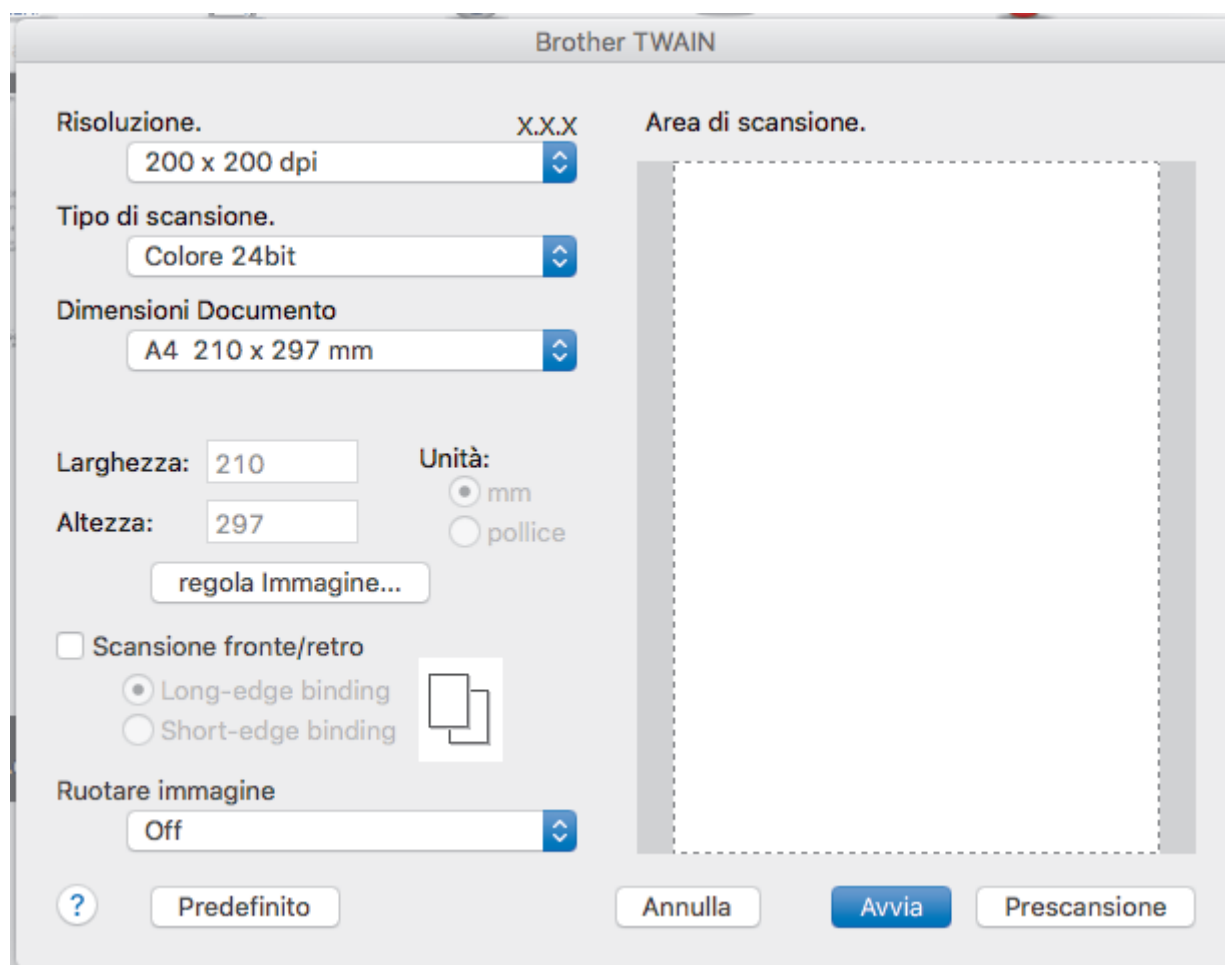 Brother TWAIN
Risoluzione. X.X.X
200 x 200 dpi
Tipo di scansione.
Colore 24bit
Dimensioni Documento
A4 210 x 297 mm
Larghezza: 210
Altezza: 297
Unità:
mm
pollice
regola Immagine...
Scansione fronte/retro
Long-edge binding
Short-edge binding
Ruotare immagine
Off
? Predefinito
Area di scansione.
Annulla Avvia Prescansione